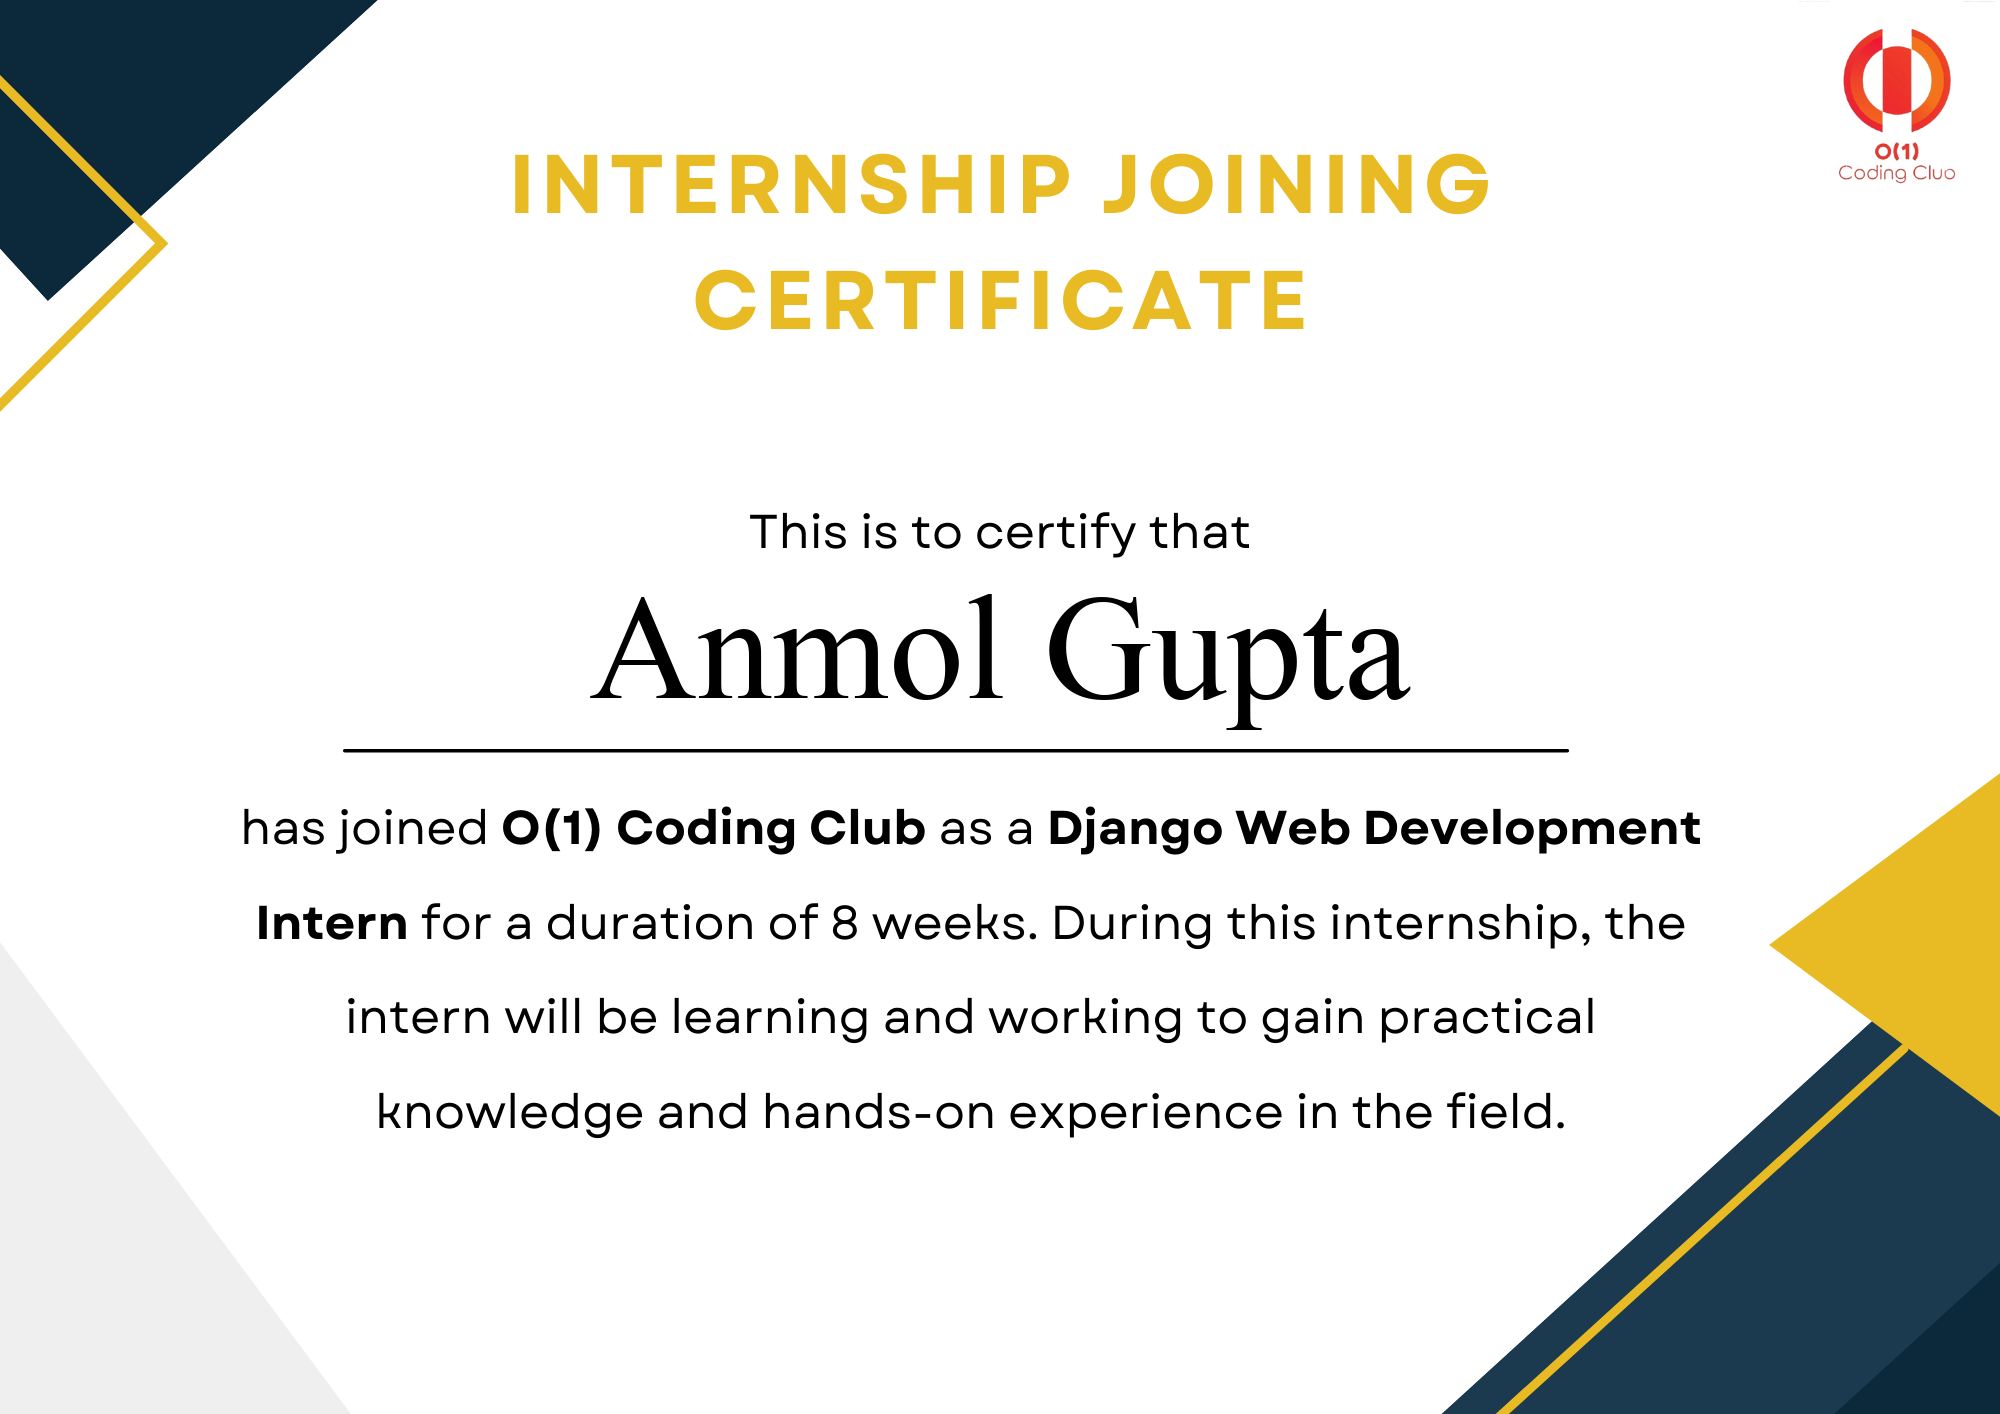 O(1)
Coding Cluo
INTERNSHIP JOINING
CERTIFICATE
This is to certify that
Anmol Gupta
has joined O(1) Coding Club as a Django Web Development
Intern for a duration of 8 weeks. During this internship, the
intern will be learning and working to gain practical
knowledge and hands-on experience in the field.